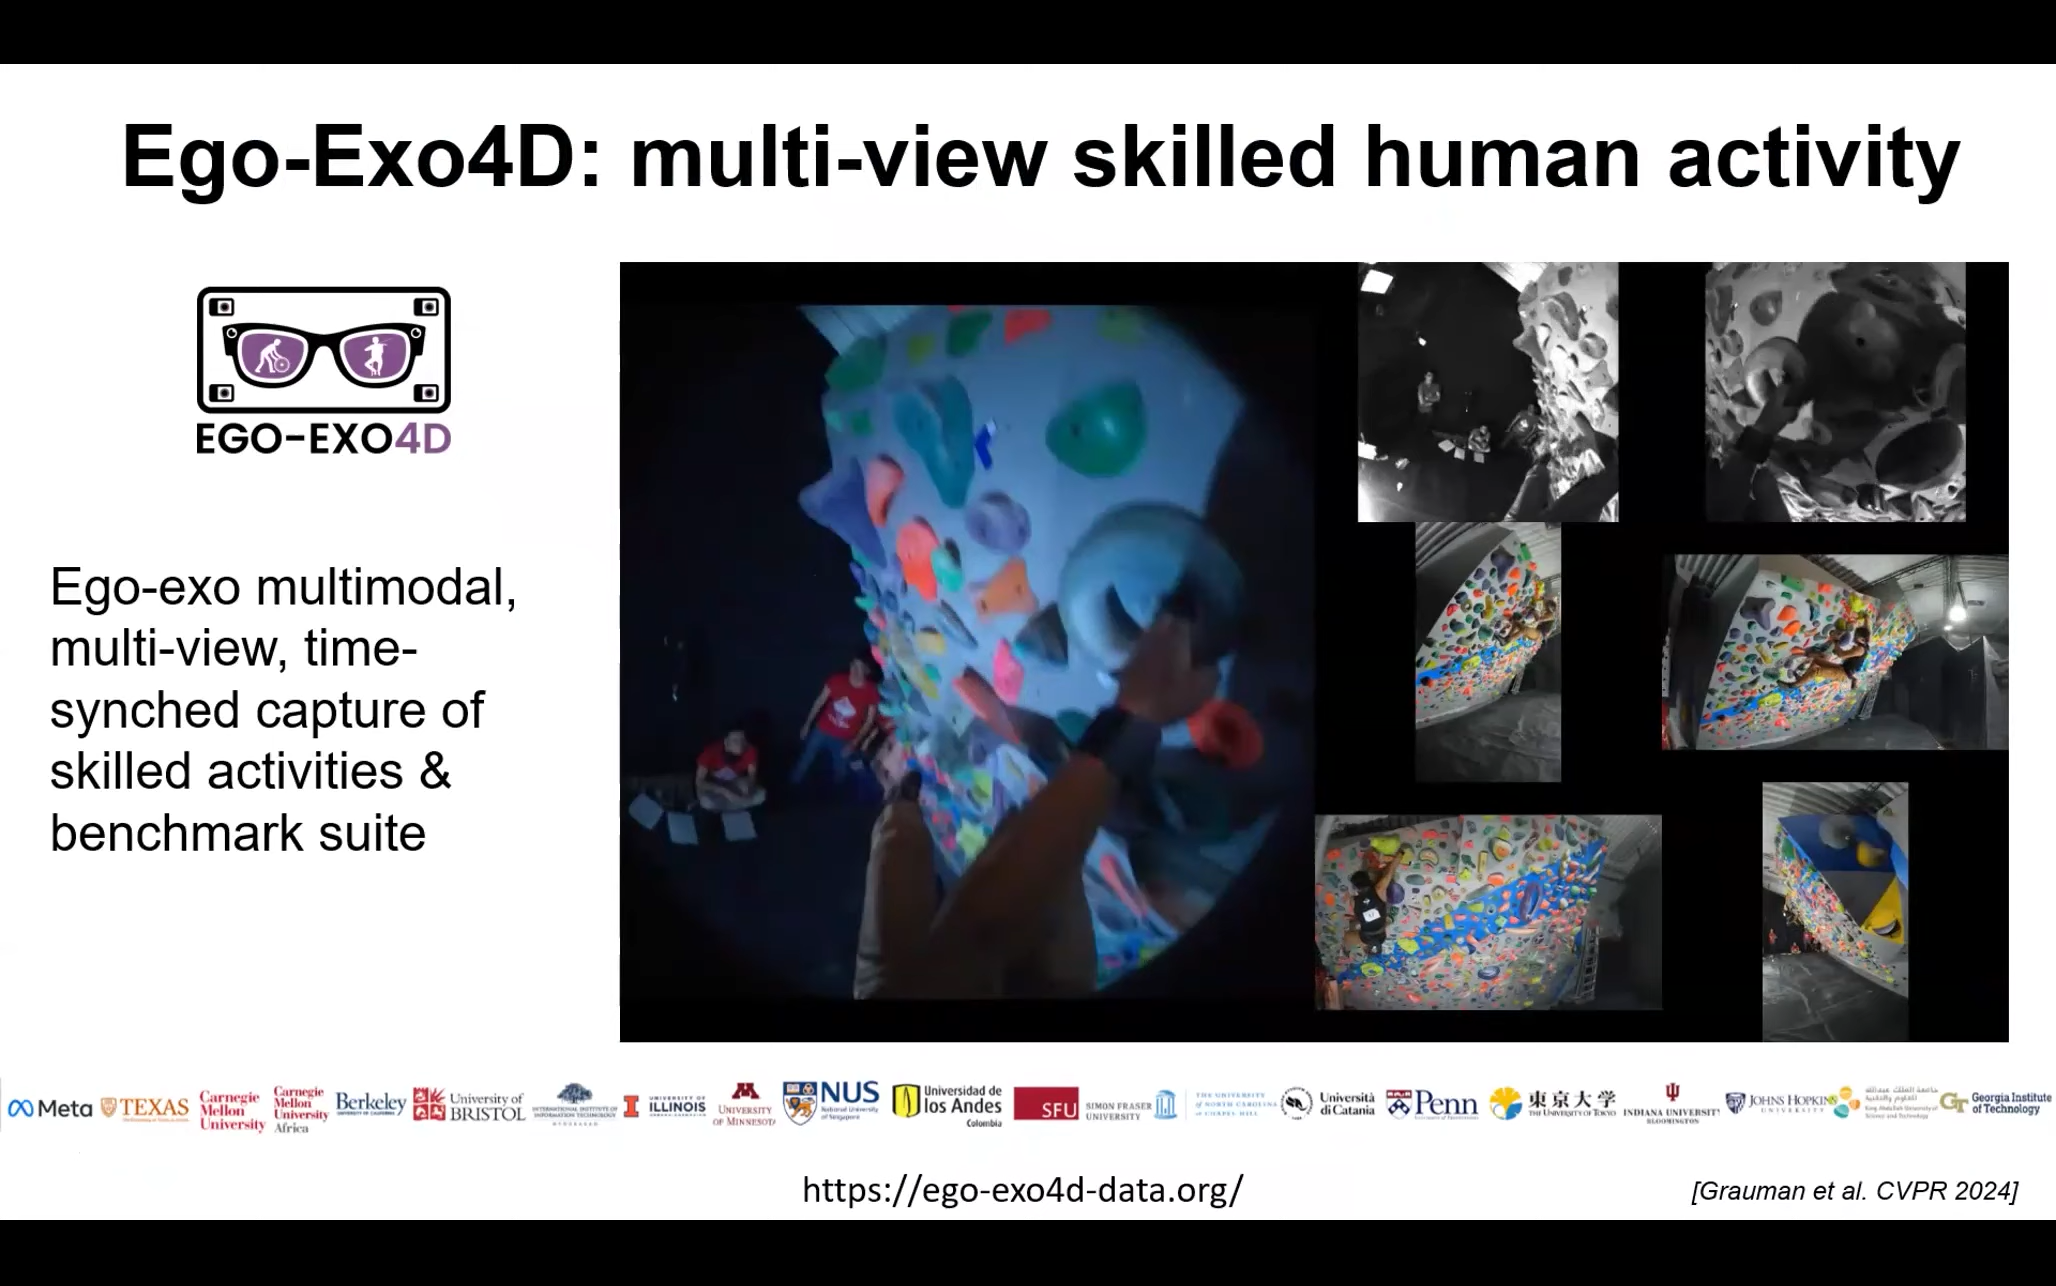 Ego-Exo4D: multi-view skilled human activity
EGO-EXO4D
Ego-exo multimodal,
multi-view, time-
synched capture of
skilled activities &
benchmark suite
Meta
TEXAS
Carnegie
Mellon
University
Carnegie
Mellon
University
Africa
Berkeley
UNIVERSITY OF CALIFORNIA
University of
BRISTOL
INTERNATIONAL INSTITUTE OF
INFORMATION TECHNOLOGY
HYDERABAD
UNIVERSITY OF
ILLINOIS
UNIVERSITY
OF MINNESOTA
NUS
National University
of Singapore
Universidad de
los Andes
Colombia
SFU
SIMON FRASER
UNIVERSITY
THE UNIVERSITY
of NORTH CAROLINA
at CHAPEL HILL
Università
di Catania
Penn
東京大学
THE UNIVERSITY OF TOKYO
INDIANA UNIVERSITY
BLOOMINGTON
JOHNS HOPKINS
UNIVERSITY
King Abdullah University of
Science and Technology
GT
Georgia Institute
of Technology
https://ego-exo4d-data.org/
[Grauman et al. CVPR 2024]